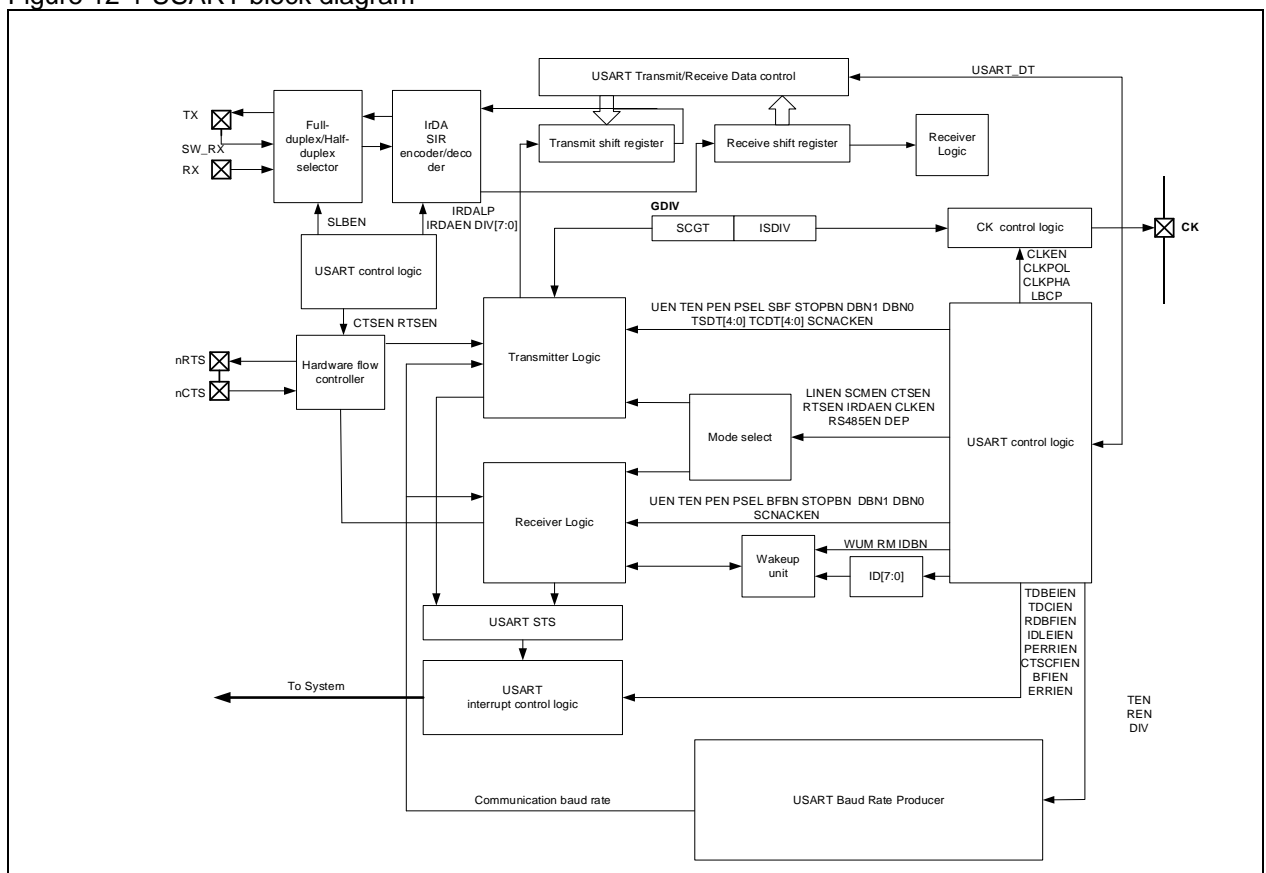 Figure 12-1 USART block diagram
USART Transmit/Receive Data control
USART_DT
TX
SW_RX
RX
Full-
duplex/Half-
duplex
selector
IrDA
SIR
encoder/deco
der
Transmit shift register
Receive shift register
Receiver
Logic
SLBEN
IRDALP
IRDAEN DIV[7:0]
GDIV
SCGT
ISDIV
CK control logic
CK
USART control logic
CLKEN
CLKPOL
CLKPHA
LBCP
CTSEN RTSEN
UEN TEN PEN PSEL SBF STOPBN DBN1 DBN0
TSDT[4:0] TCDT[4:0] SCNACKEN
nRTS
nCTS
Hardware flow
controller
Transmitter Logic
LINEN SCMEN CTSEN
RTSEN IRDAEN CLKEN
RS485EN DEP
Mode select
USART control logic
UEN TEN PEN PSEL BFBN STOPBN DBN1 DBN0
SCNACKEN
Receiver Logic
WUM RM IDBN
Wakeup
unit
ID[7:0]
USART STS
TDBEIEN
TDCIEN
RDBFIEN
IDLEIEN
PERRIEN
CTSCFIEN
BFIEN
ERRIEN
To System
USART
interrupt control logic
TEN
REN
DIV
Communication baud rate
USART Baud Rate Producer